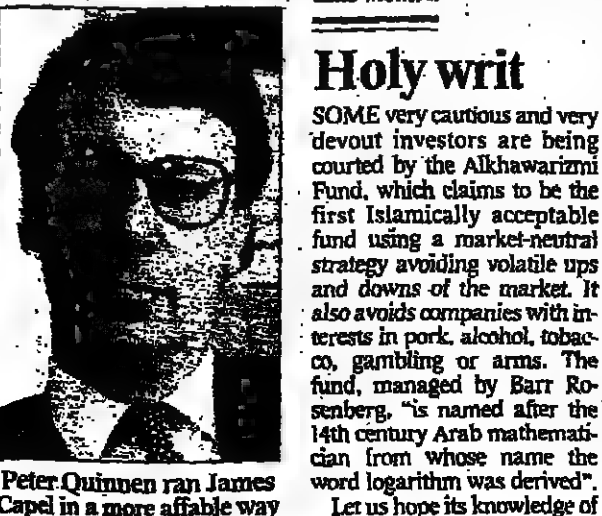 Peter Quinnen ran James
Capel in a more affable way
Holy writ
SOME very cautious and very
devout investors are being
courted by the Alkhawarizmi
Fund, which claims to be the
first Islamically acceptable
fund using a market-neutral
strategy avoiding volatile ups
and downs of the market. It
also avoids companies with in-
terests in pork, alcohol, tobac-
co, gambling or arms. The
fund, managed by Barr Ro-
senberg, "is named after the
14th century Arab mathemati-
cian from whose name the
word logarithm was derived".
Let us hope its knowledge of